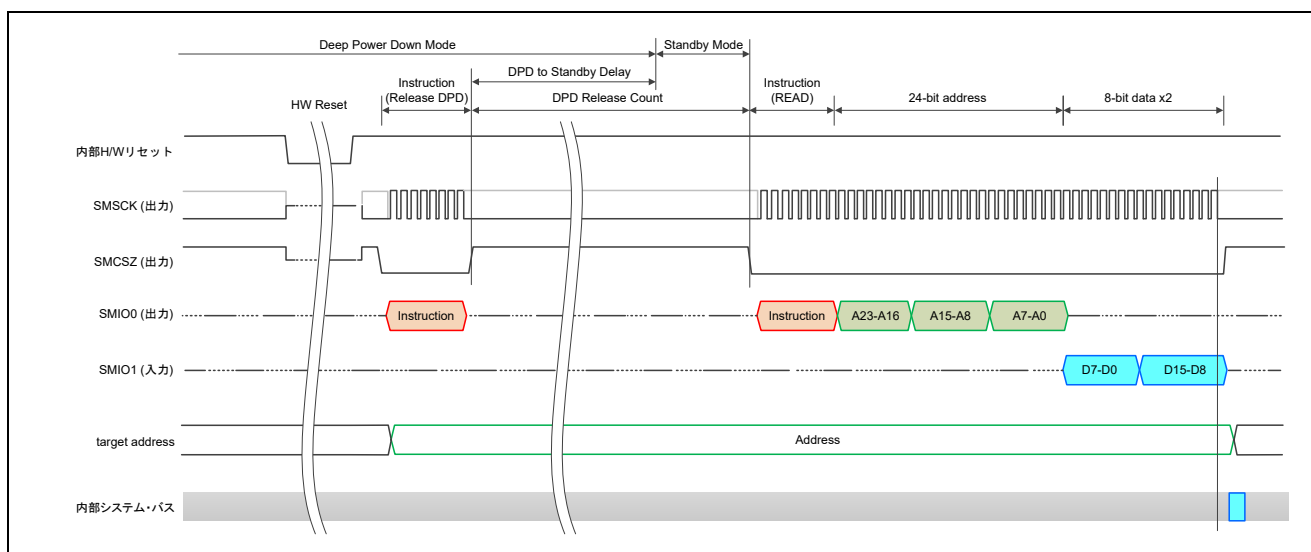 Deep Power Down Mode
Standby Mode
DPD to Standby Delay
Instruction
(Release DPD)
HW Reset
DPD Release Count
Instruction
(READ)
24-bit address
8-bit data x2
内部H/Wリセット
SMSCK (出力)
SMCSZ (出力)
SMIO0 (出力)
Instruction
Instruction
A23-A16
A15-A8
A7-A0
SMIO1 (入力)
D7-D0
D15-D8
target address
Address
内部システム・バス